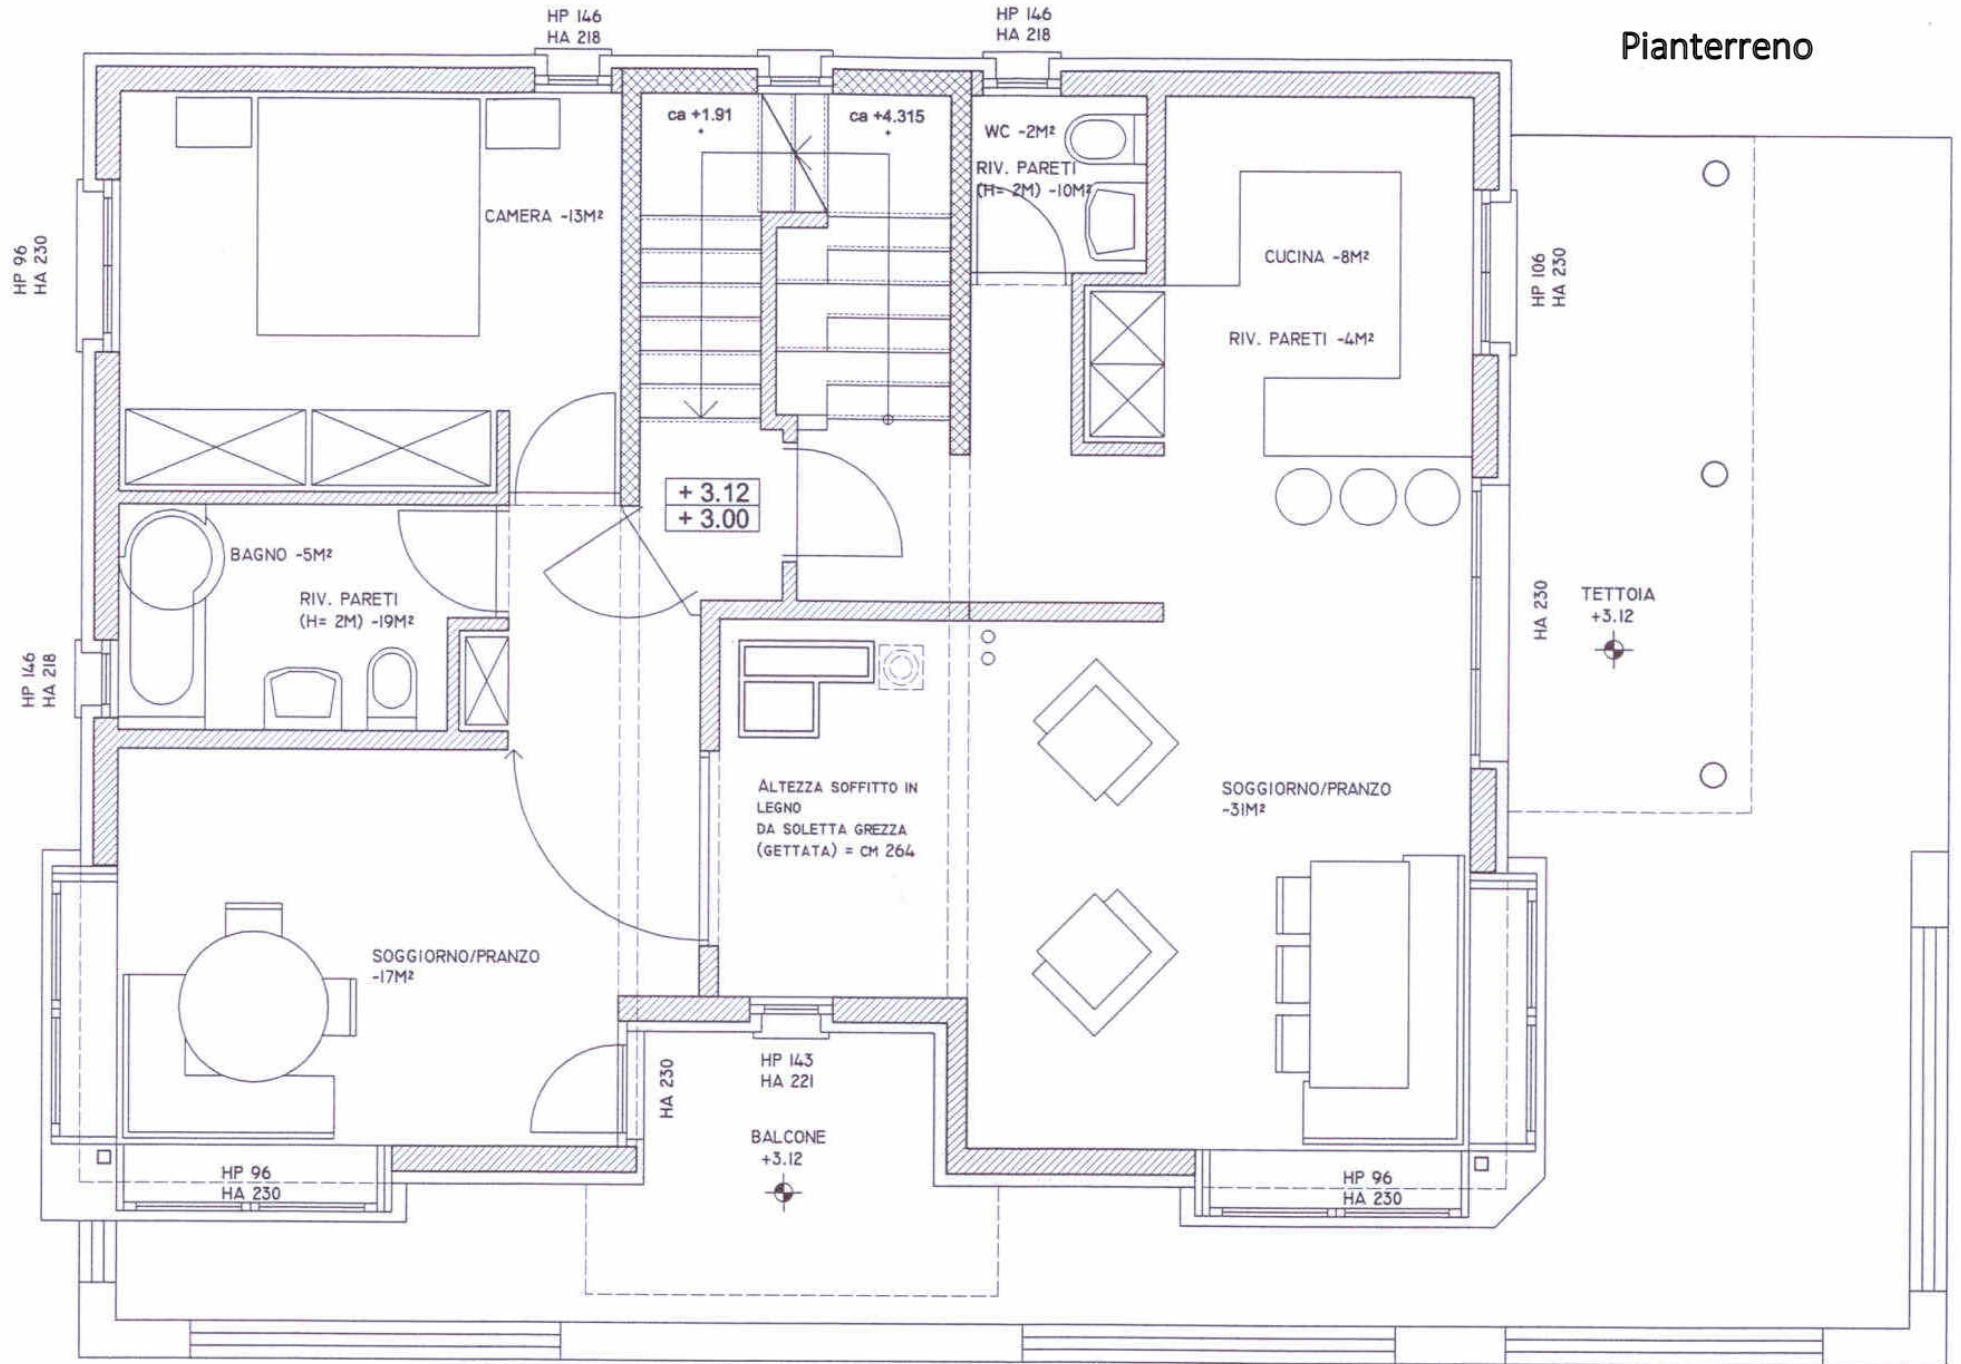 HP 146
HA 218
HP 146
HA 218
Pianterreno
ca +1.91
ca +4.315
WC -2M²
RIV. PARETI
(H= 2M) -10M²
CAMERA -13M²
HP 96
HA 230
CUCINA -8M²
HP 106
HA 230
RIV. PARETI -4M²
+ 3.12
+ 3.00
BAGNO -5M²
RIV. PARETI
(H= 2M) -19M²
HP 146
HA 218
HA 230
TETTOIA
+3.12
ALTEZZA SOFFITTO IN
LEGNO
DA SOLETTA GREZZA
(GETTATA) = CM 264
SOGGIORNO/PRANZO
-31M²
SOGGIORNO/PRANZO
-17M²
HA 230
HP 143
HA 221
BALCONE
+3.12
HP 96
HA 230
HP 96
HA 230